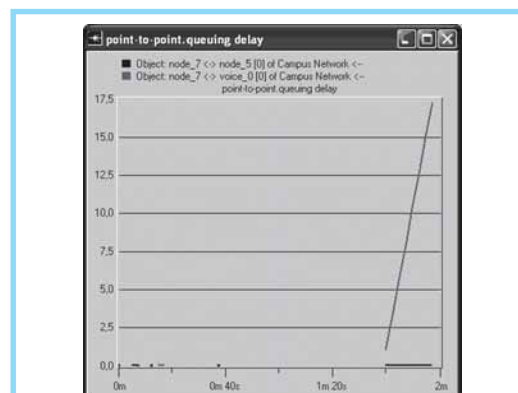 point-to-point.queuing delay
Object: node_7 <-> node_5 [0] of Campus Network <--
Object: node_7 <-> voice_0 [0] of Campus Network <--
point-to-point.queuing delay
17,5
15,0
12,5
10,0
7,5
5,0
2,5
0,0
0m
0m 40s
1m 20s
2m